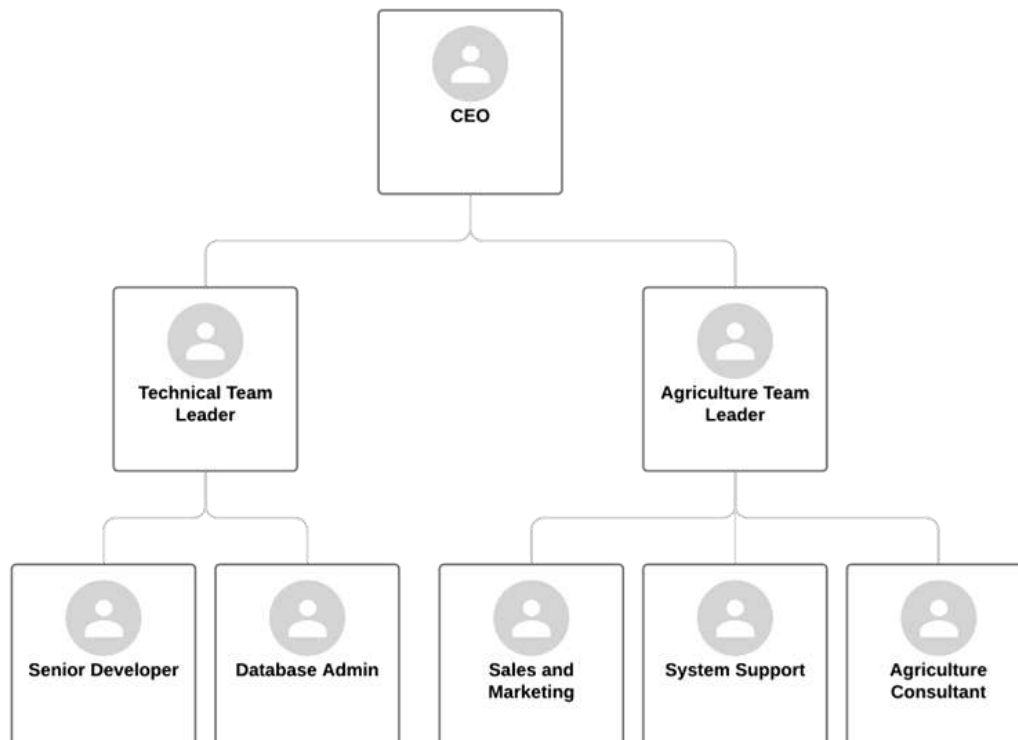 CEO
Technical Team
Leader
Agriculture Team
Leader
Senior Developer
Database Admin
Sales and
Marketing
System Support
Agriculture
Consultant